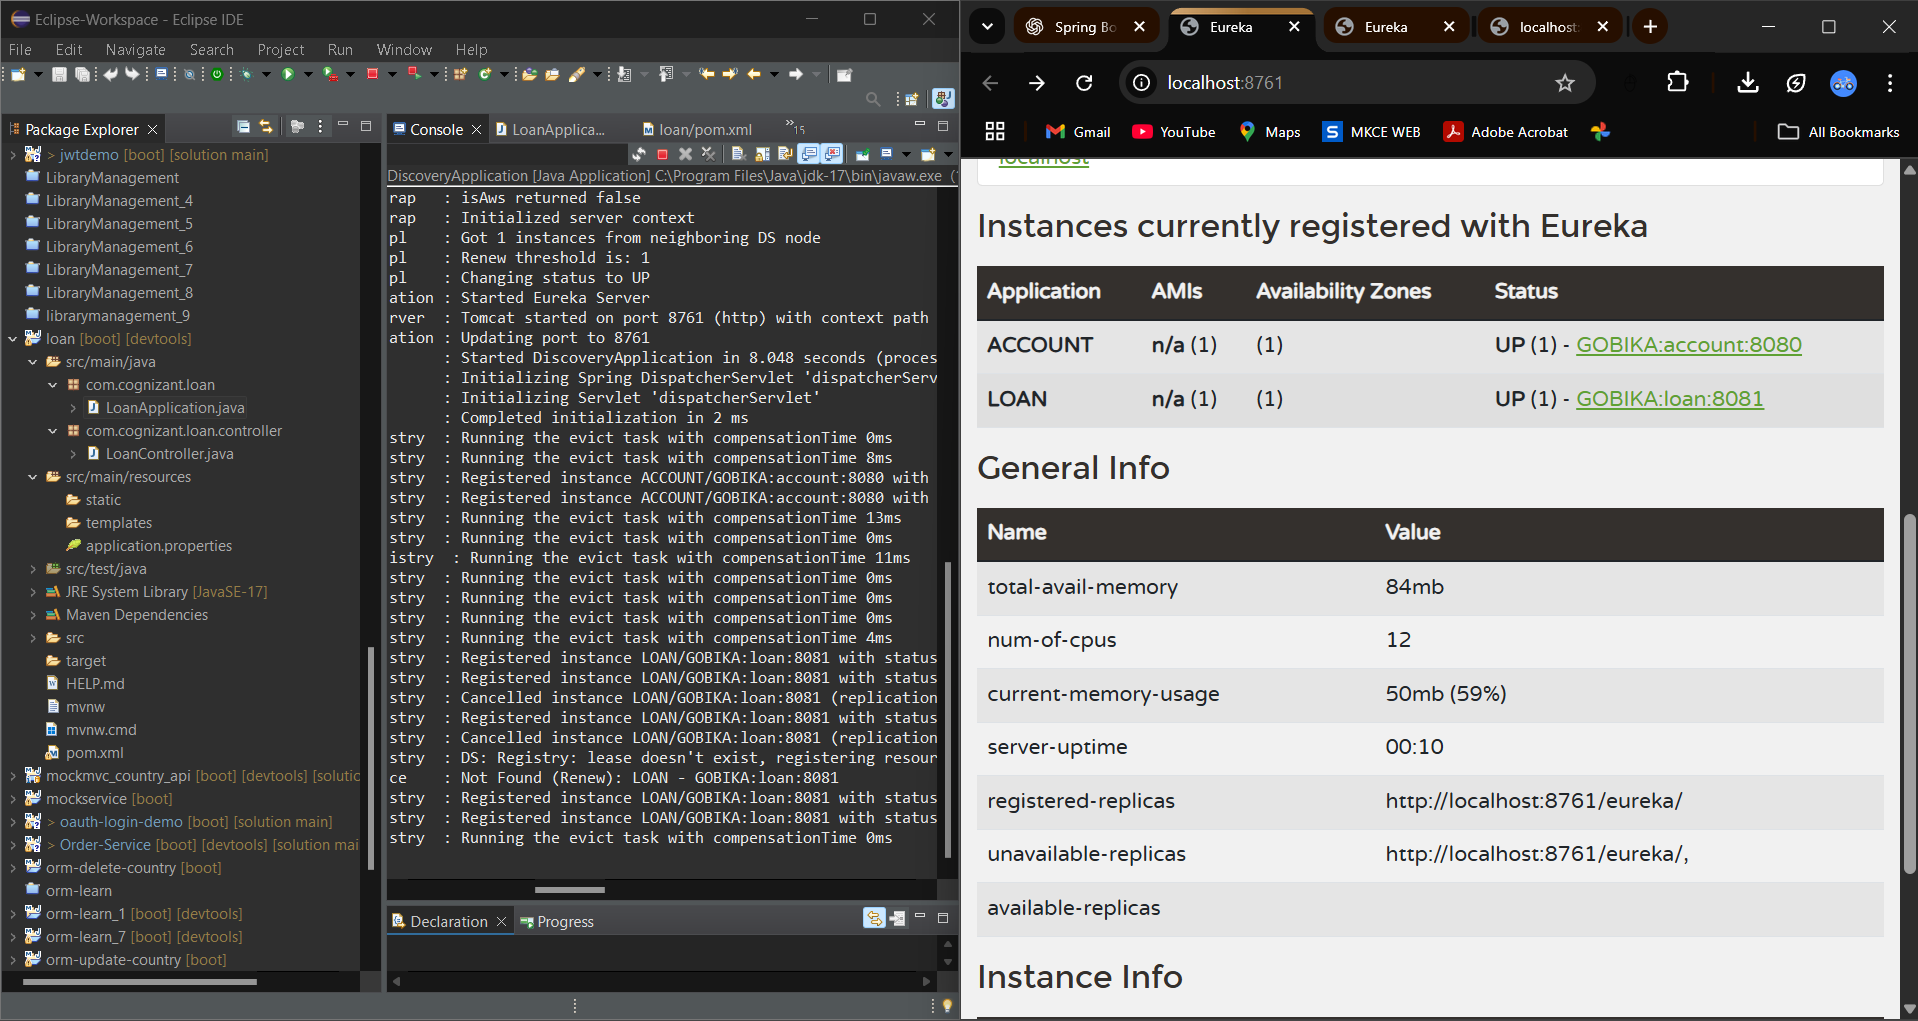 Eclipse-Workspace - Eclipse IDE
File Edit Navigate Search Project Run Window Help
Package Explorer
> jwtdemo [boot] [solution main]
LibraryManagement
LibraryManagement_4
LibraryManagement_5
LibraryManagement_6
LibraryManagement_7
LibraryManagement_8
librarymanagement_9
loan [boot] [devtools]
src/main/java
com.cognizant.loan
LoanApplication.java
com.cognizant.loan.controller
LoanController.java
src/main/resources
static
templates
application.properties
src/test/java
JRE System Library [JavaSE-17]
Maven Dependencies
src
target
HELP.md
mvnw
mvnw.cmd
pom.xml
mockmvc_country_api [boot] [devtools] [solutio
mockservice [boot]
> oauth-login-demo [boot] [solution main]
> Order-Service [boot] [devtools] [solution mai
orm-delete-country [boot]
orm-learn
orm-learn_1 [boot] [devtools]
orm-learn_7 [boot] [devtools]
orm-update-country [boot]
Console LoanApplica... loan/pom.xml »15
DiscoveryApplication [Java Application] C:\Program Files\Java\jdk-17\bin\javaw.exe
rap : isAws returned false
rap : Initialized server context
pl : Got 1 instances from neighboring DS node
pl : Renew threshold is: 1
pl : Changing status to UP
ation : Started Eureka Server
rver : Tomcat started on port 8761 (http) with context path
ation : Updating port to 8761
: Started DiscoveryApplication in 8.048 seconds (proces
: Initializing Spring DispatcherServlet 'dispatcherServ
: Initializing Servlet 'dispatcherServlet'
: Completed initialization in 2 ms
stry : Running the evict task with compensationTime 0ms
stry : Running the evict task with compensationTime 8ms
stry : Registered instance ACCOUNT/GOBIKA:account:8080 with
stry : Registered instance ACCOUNT/GOBIKA:account:8080 with
stry : Running the evict task with compensationTime 13ms
stry : Running the evict task with compensationTime 0ms
istry : Running the evict task with compensationTime 11ms
stry : Running the evict task with compensationTime 0ms
stry : Running the evict task with compensationTime 0ms
stry : Running the evict task with compensationTime 0ms
stry : Running the evict task with compensationTime 4ms
stry : Registered instance LOAN/GOBIKA:loan:8081 with status
stry : Registered instance LOAN/GOBIKA:loan:8081 with status
stry : Cancelled instance LOAN/GOBIKA:loan:8081 (replication
stry : Registered instance LOAN/GOBIKA:loan:8081 with status
stry : Cancelled instance LOAN/GOBIKA:loan:8081 (replication
stry : DS: Registry: lease doesn't exist, registering resour
ce : Not Found (Renew): LOAN - GOBIKA:loan:8081
stry : Registered instance LOAN/GOBIKA:loan:8081 with status
stry : Registered instance LOAN/GOBIKA:loan:8081 with status
stry : Running the evict task with compensationTime 0ms
Declaration Progress
Spring Bo Eureka Eureka localhost:
localhost:8761
Gmail YouTube Maps MKCE WEB Adobe Acrobat All Bookmarks
localhost
Instances currently registered with Eureka
Application AMIs Availability Zones Status
ACCOUNT n/a (1) (1) UP (1) - GOBIKA:account:8080
LOAN n/a (1) (1) UP (1) - GOBIKA:loan:8081
General Info
Name Value
total-avail-memory 84mb
num-of-cpus 12
current-memory-usage 50mb (59%)
server-uptime 00:10
registered-replicas http://localhost:8761/eureka/
unavailable-replicas http://localhost:8761/eureka/,
available-replicas
Instance Info